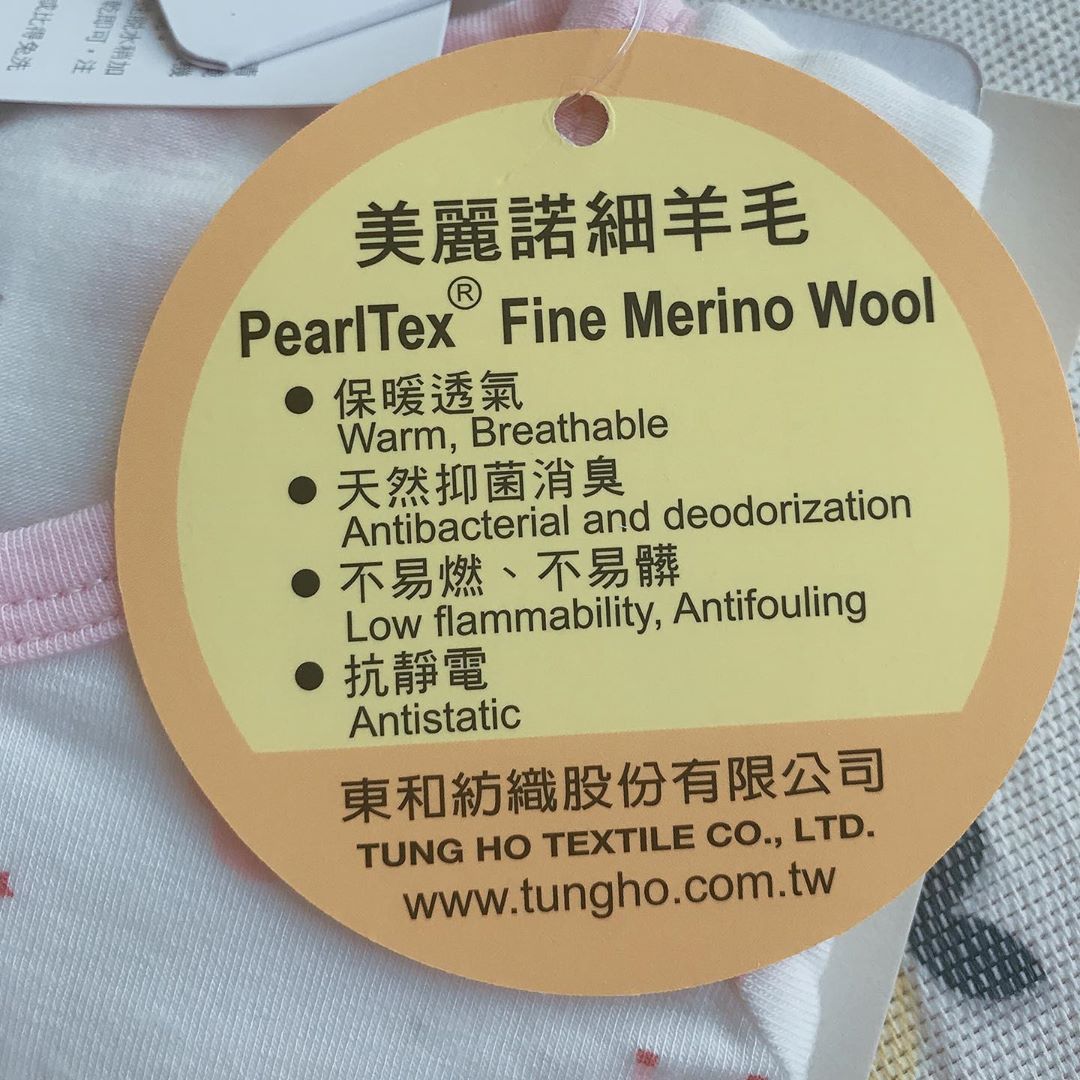 美麗諾細羊毛
PearlTex® Fine Merino Wool
● 保暖透氣
Warm, Breathable
● 天然抑菌消臭
Antibacterial and deodorization
● 不易燃、不易髒
Low flammability, Antifouling
● 抗靜電
Antistatic
東和紡織股份有限公司
TUNG HO TEXTILE CO., LTD.
www.tungho.com.tw